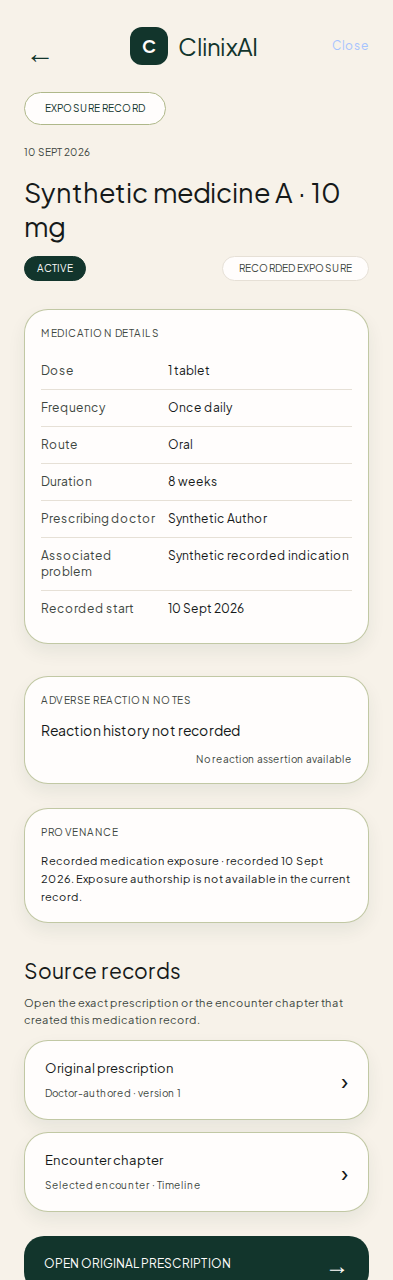 ←
C ClinixAI
Close
EXPOSURE RECORD
10 SEPT 2026
Synthetic medicine A · 10
mg
ACTIVE
RECORDED EXPOSURE
MEDICATION DETAILS
Dose 1 tablet
Frequency Once daily
Route Oral
Duration 8 weeks
Prescribing doctor Synthetic Author
Associated problem Synthetic recorded indication
Recorded start 10 Sept 2026
ADVERSE REACTION NOTES
Reaction history not recorded
No reaction assertion available
PROVENANCE
Recorded medication exposure · recorded 10 Sept
2026. Exposure authorship is not available in the current
record.
Source records
Open the exact prescription or the encounter chapter that
created this medication record.
Original prescription
Doctor-authored · version 1
›
Encounter chapter
Selected encounter · Timeline
›
OPEN ORIGINAL PRESCRIPTION →